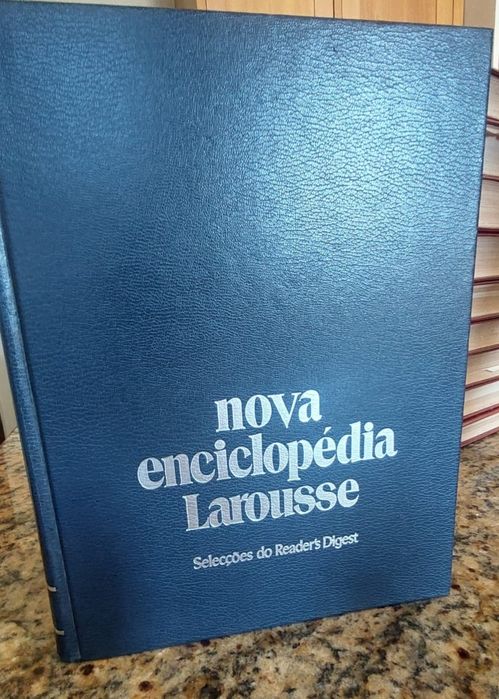 nova
enciclopédia
Larousse
Selecções do Reader's Digest